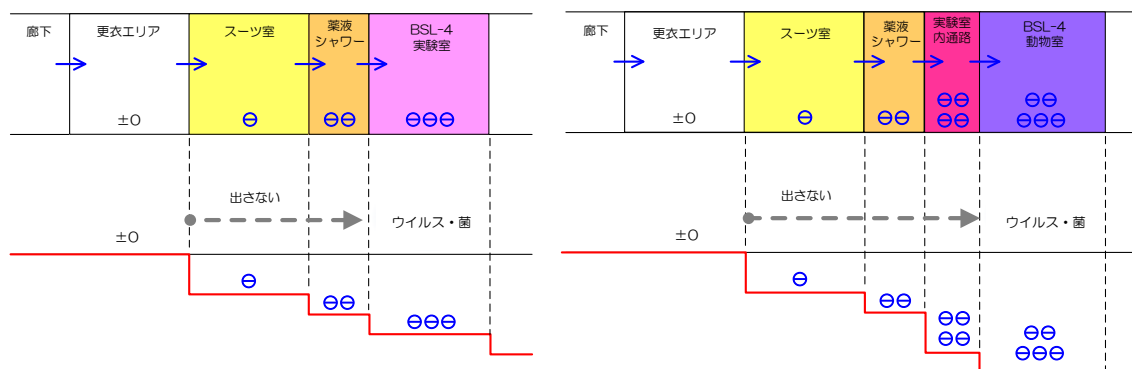 廊下
更衣エリア
スーツ室
薬液
シャワー
BSL-4
実験室
±0
⊖
⊖⊖
⊖⊖⊖
出さない
ウイルス・菌
±0
⊖
⊖⊖
⊖⊖⊖
廊下
更衣エリア
スーツ室
薬液
シャワー
実験室
内通路
BSL-4
動物室
±0
⊖
⊖⊖
⊖⊖
⊖⊖
⊖⊖
⊖⊖⊖
出さない
ウイルス・菌
±0
⊖
⊖⊖
⊖⊖
⊖⊖
⊖⊖
⊖⊖⊖